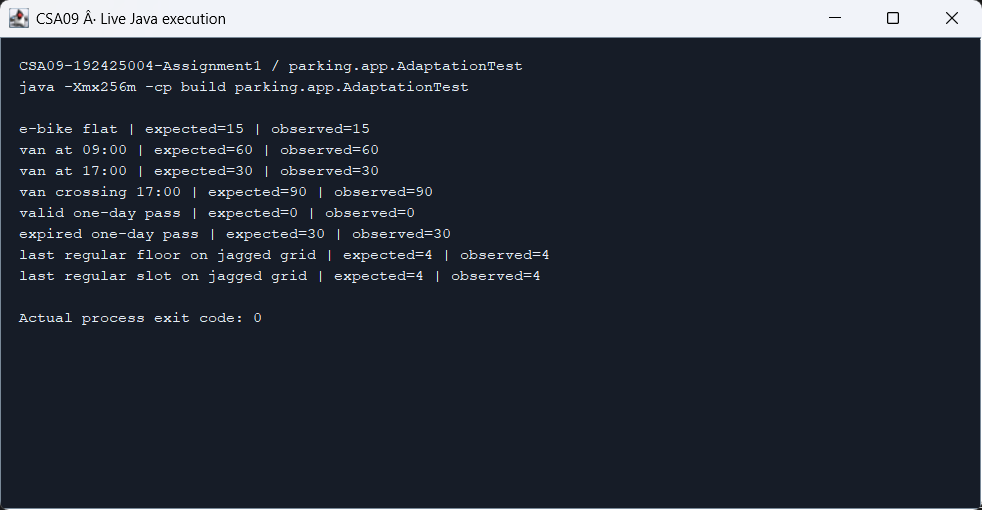 CSA09 Â· Live Java execution
CSA09-192425004-Assignment1 / parking.app.AdaptationTest
java -Xmx256m -cp build parking.app.AdaptationTest
e-bike flat | expected=15 | observed=15
van at 09:00 | expected=60 | observed=60
van at 17:00 | expected=30 | observed=30
van crossing 17:00 | expected=90 | observed=90
valid one-day pass | expected=0 | observed=0
expired one-day pass | expected=30 | observed=30
last regular floor on jagged grid | expected=4 | observed=4
last regular slot on jagged grid | expected=4 | observed=4
Actual process exit code: 0